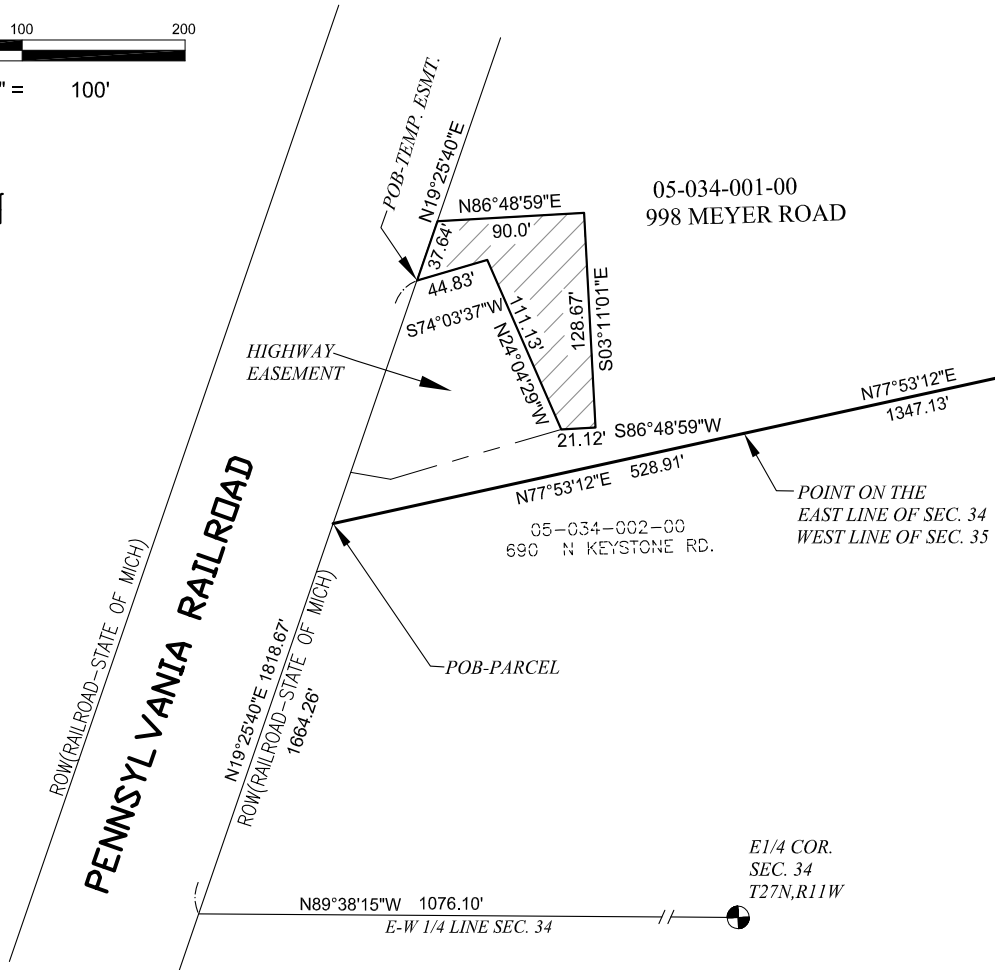 100 200
" = 100'
POB-TEMP. ESMT.
N19°25'40"E
37.64'
N86°48'59"E
90.0'
05-034-001-00
998 MEYER ROAD
44.83'
S74°03'37"W
111.13'
N24°04'29"W
128.67'
S03°11'01"E
HIGHWAY
EASEMENT
21.12' S86°48'59"W
N77°53'12"E
1347.13'
N77°53'12"E 528.91'
POINT ON THE
EAST LINE OF SEC. 34
WEST LINE OF SEC. 35
05-034-002-00
690 N KEYSTONE RD.
ROW(RAILROAD-STATE OF MICH)
PENNSYLVANIA RAILROAD
N19°25'40"E 1818.67'
1664.26'
ROW(RAILROAD-STATE OF MICH)
POB-PARCEL
E1/4 COR.
SEC. 34
T27N,R11W
N89°38'15"W 1076.10'
E-W 1/4 LINE SEC. 34